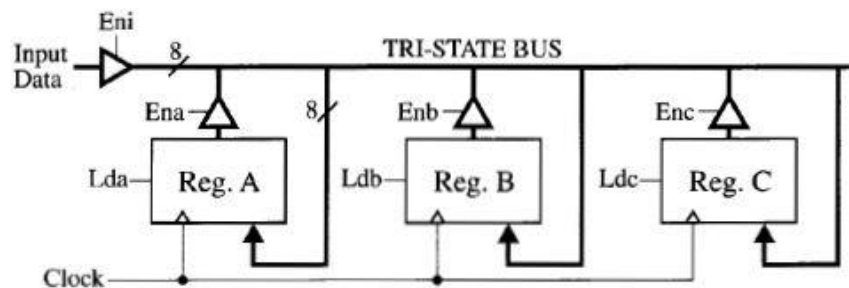 Eni
Input Data
8
TRI-STATE BUS
Ena
8
Enb
Enc
Lda
Reg. A
Ldb
Reg. B
Ldc
Reg. C
Clock